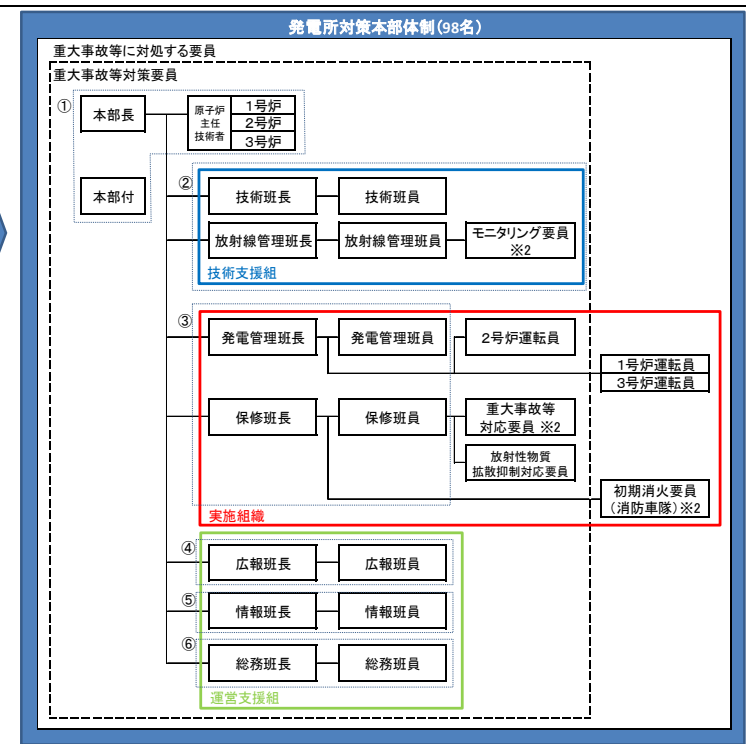 発電所対策本部体制(98名)
重大事故等に対処する要員
重大事故等対策要員
①
本部長
原子炉
主任
技術者
1号炉
2号炉
3号炉
本部付
②
技術班長
技術班員
放射線管理班長
放射線管理班員
モニタリング要員
※2
技術支援組
③
発電管理班長
発電管理班員
2号炉運転員
1号炉運転員
3号炉運転員
保修班長
保修班員
重大事故等
対応要員 ※2
放射性物質
拡散抑制対応要員
初期消火要員
(消防車隊)※2
実施組織
④
広報班長
広報班員
⑤
情報班長
情報班員
⑥
総務班長
総務班員
運営支援組